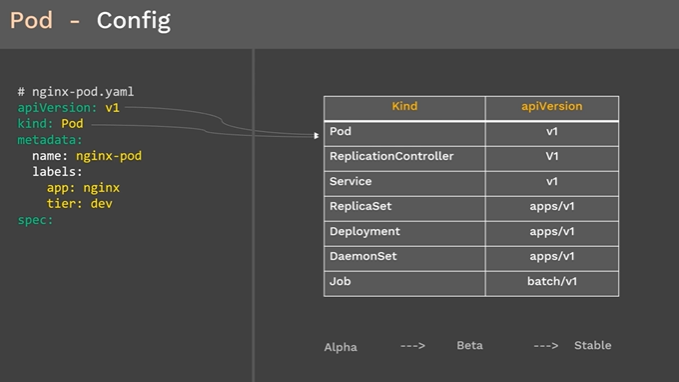 Pod - Config
# nginx-pod.yaml
apiVersion: v1
kind: Pod
metadata:
  name: nginx-pod
  labels:
    app: nginx
    tier: dev
spec:
Kind apiVersion
Pod v1
ReplicationController V1
Service v1
ReplicaSet apps/v1
Deployment apps/v1
DaemonSet apps/v1
Job batch/v1
Alpha ---> Beta ---> Stable